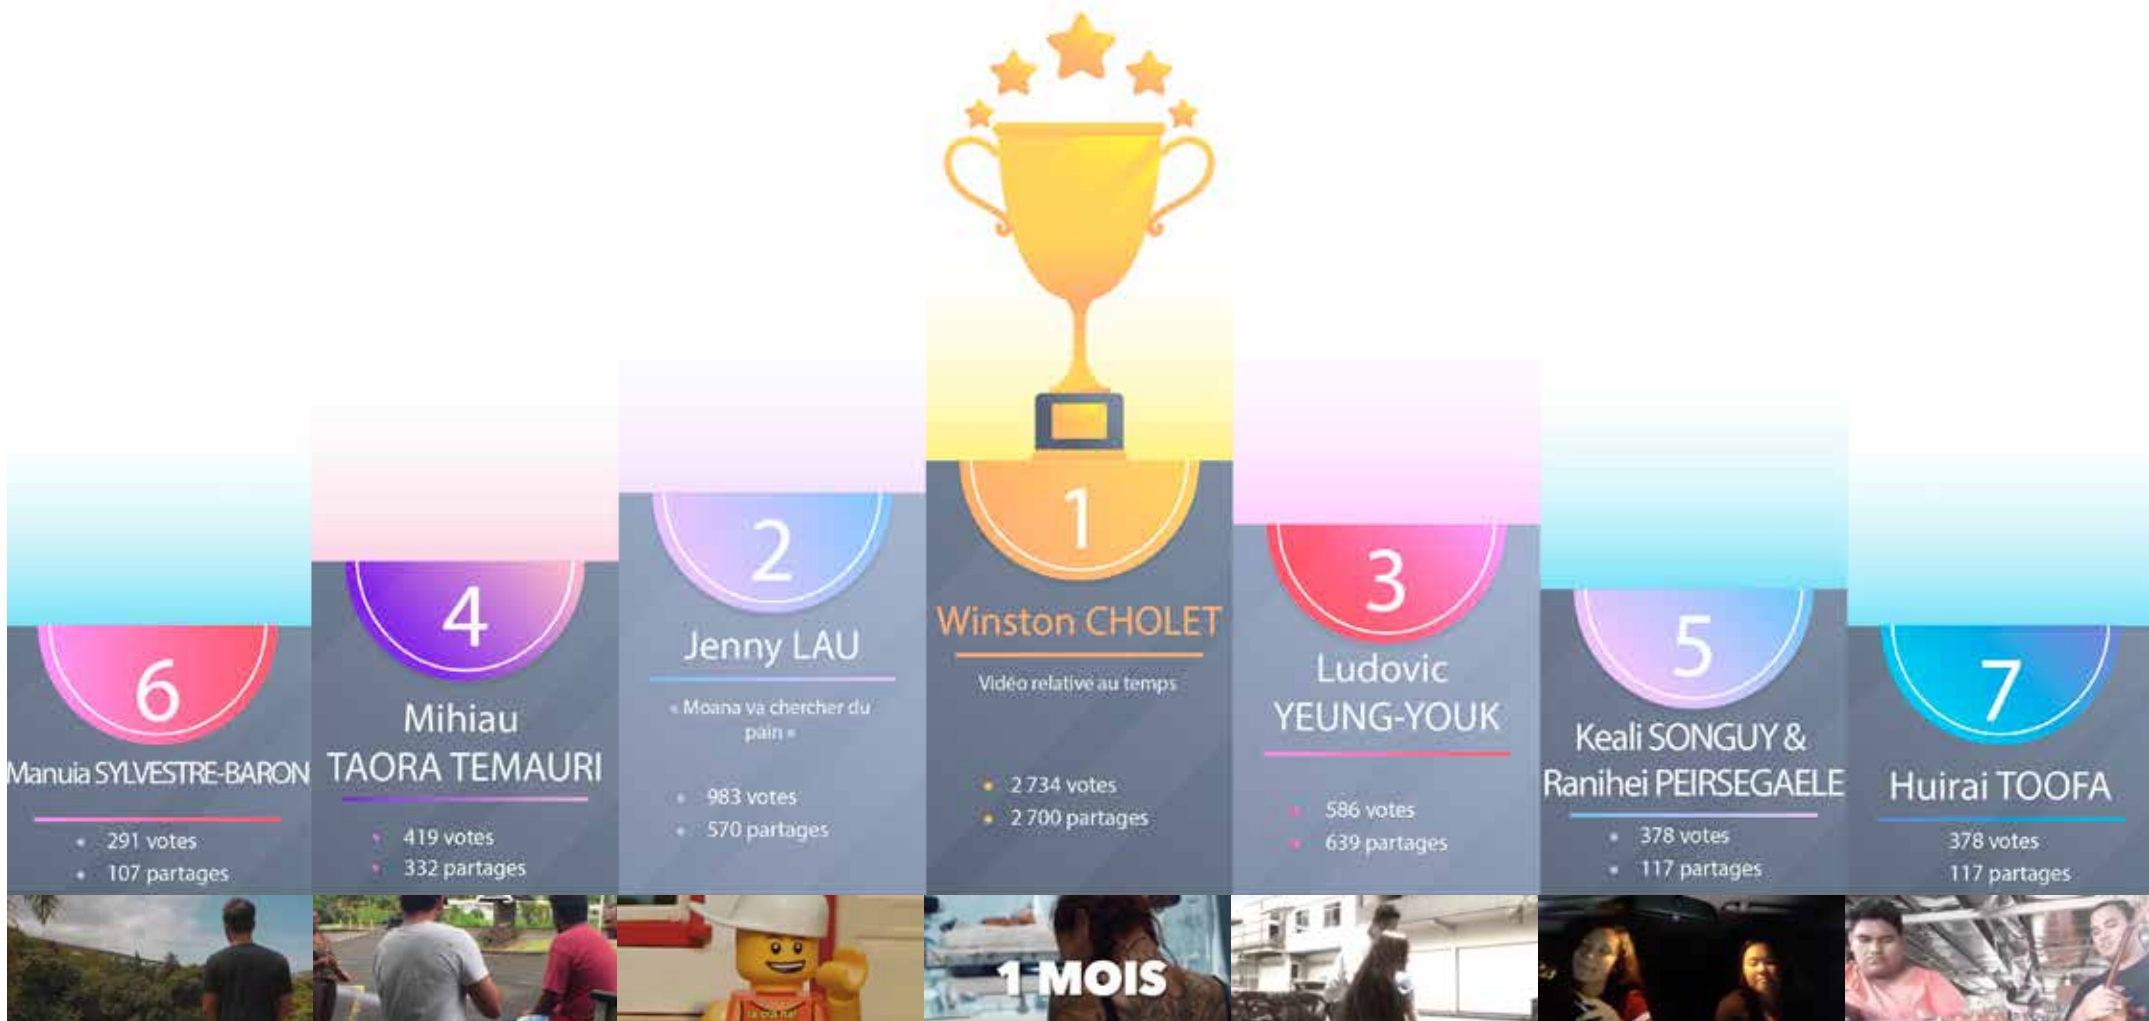 6
Manuia SYLVESTRE-BARON
291 votes
107 partages
4
Mihiau
TAORA TEMAURI
419 votes
332 partages
2
Jenny LAU
« Moana va chercher du
pain »
983 votes
570 partages
1
Winston CHOLET
Vidéo relative au temps
2 734 votes
2 700 partages
1 MOIS
3
Ludovic
YEUNG-YOUK
586 votes
639 partages
5
Keali SONGUY &
Ranihei PEIRSEGAELE
378 votes
117 partages
7
Huirai TOOFA
378 votes
117 partages